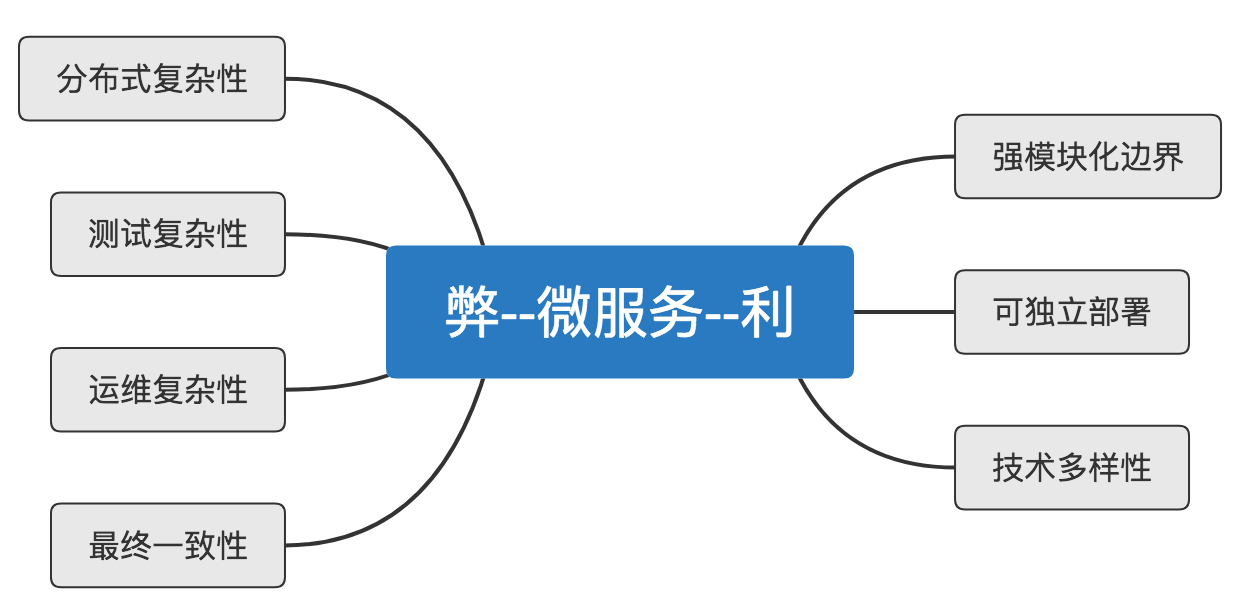 分布式复杂性
测试复杂性
运维复杂性
最终一致性
弊--微服务--利
强模块化边界
可独立部署
技术多样性